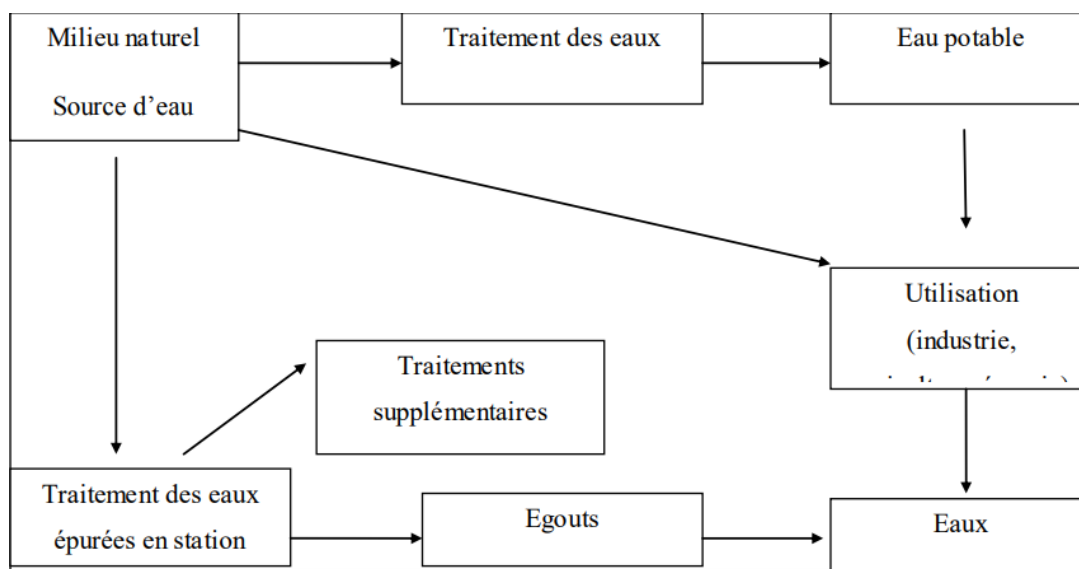 Milieu naturel
Source d'eau
Traitement des eaux
Eau potable
Utilisation
(industrie,
Traitements
supplémentaires
Traitement des eaux
épurées en station
Egouts
Eaux